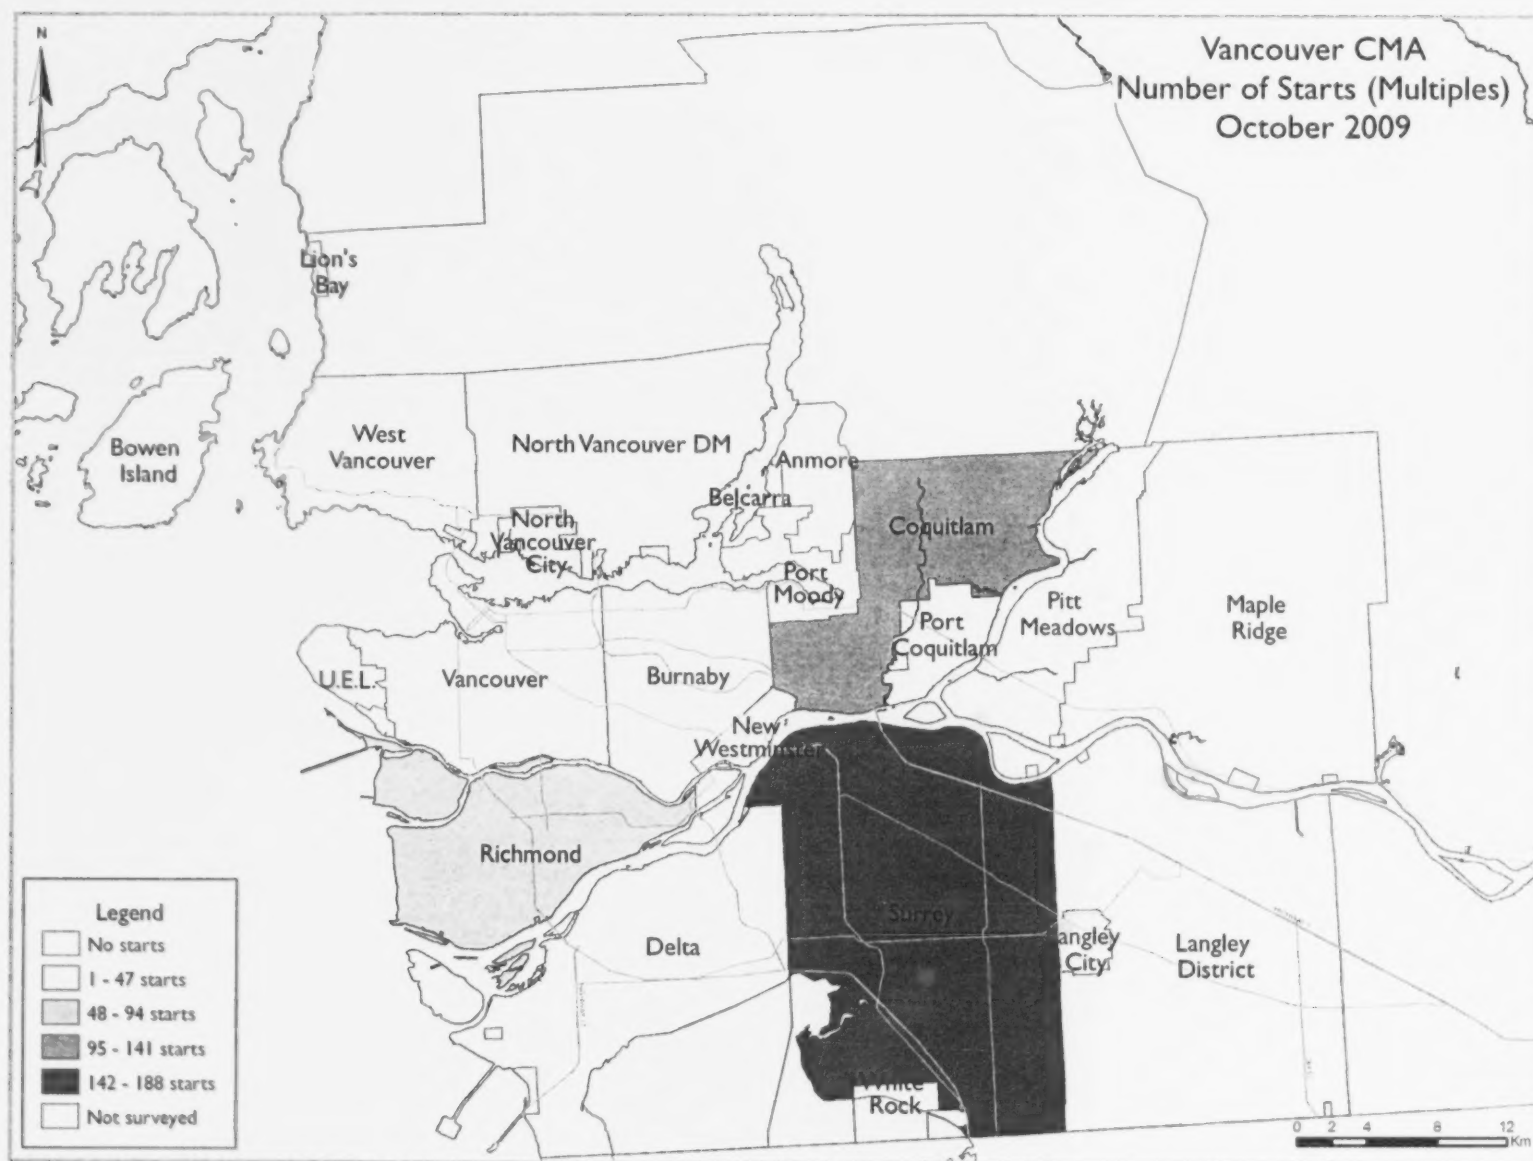 N
Vancouver CMA
Number of Starts (Multiples)
October 2009
Lion's
Bay
Bowen
Island
West
Vancouver
North Vancouver DM
Anmore
Belcarra
North
Vancouver
City
Coquitlam
Port
Moody
Port
Coquitlam
Pitt
Meadows
Maple
Ridge
U.E.L.
Vancouver
Burnaby
New
Westminster
Richmond
Surrey
Delta
Langley
City
Langley
District
White
Rock
Legend
No starts
1 - 47 starts
48 - 94 starts
95 - 141 starts
142 - 188 starts
Not surveyed
0 2 4 8 12
Km